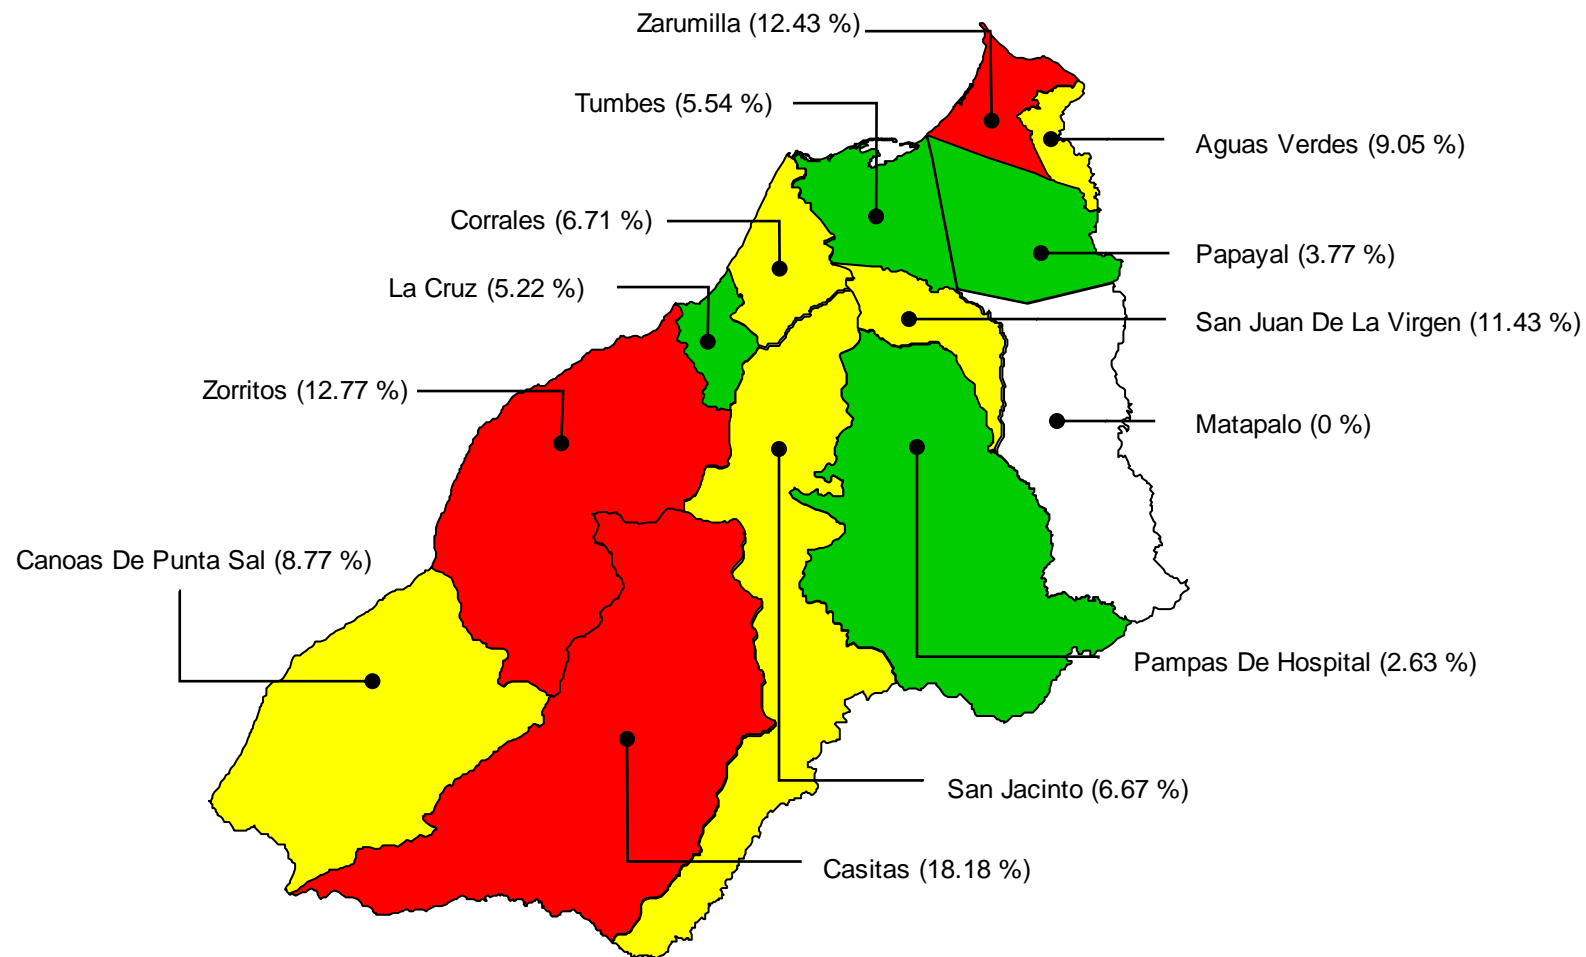 Zarumilla (12.43 %)
Tumbes (5.54 %)
Aguas Verdes (9.05 %)
Corrales (6.71 %)
Papayal (3.77 %)
La Cruz (5.22 %)
San Juan De La Virgen (11.43 %)
Zorritos (12.77 %)
Matapalo (0 %)
Canoas De Punta Sal (8.77 %)
Pampas De Hospital (2.63 %)
San Jacinto (6.67 %)
Casitas (18.18 %)